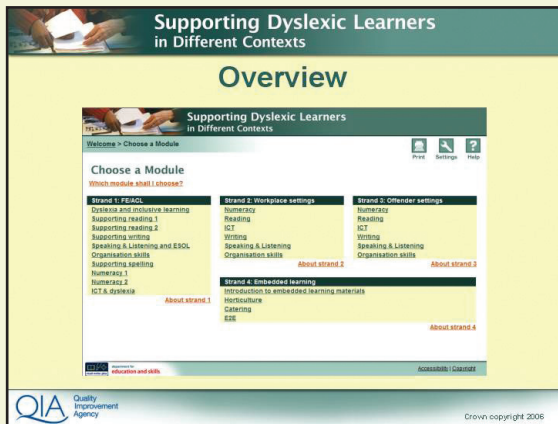 Supporting Dyslexic Learners
in Different Contexts
Overview
Supporting Dyslexic Learners
in Different Contexts
Welcome > Choose a Module
Print Settings Help
Choose a Module
Which module shall I choose?
Strand 1: FE/ACL
Dyslexia and inclusive learning
Supporting reading 1
Supporting reading 2
Supporting writing
Speaking & Listening and ESOL
Organisation skills
Supporting spelling
Numeracy 1
Numeracy 2
ICT & dyslexia
About strand 1
Strand 2: Workplace settings
Numeracy
Reading
ICT
Writing
Speaking & Listening
Organisation skills
About strand 2
Strand 3: Offender settings
Numeracy
Reading
ICT
Writing
Speaking & Listening
Organisation skills
About strand 3
Strand 4: Embedded learning
Introduction to embedded learning materials
Horticulture
Catering
E2E
About strand 4
education and skills
Accessibility | Copyright
QIA
Quality
Improvement
Agency
Crown copyright 2006